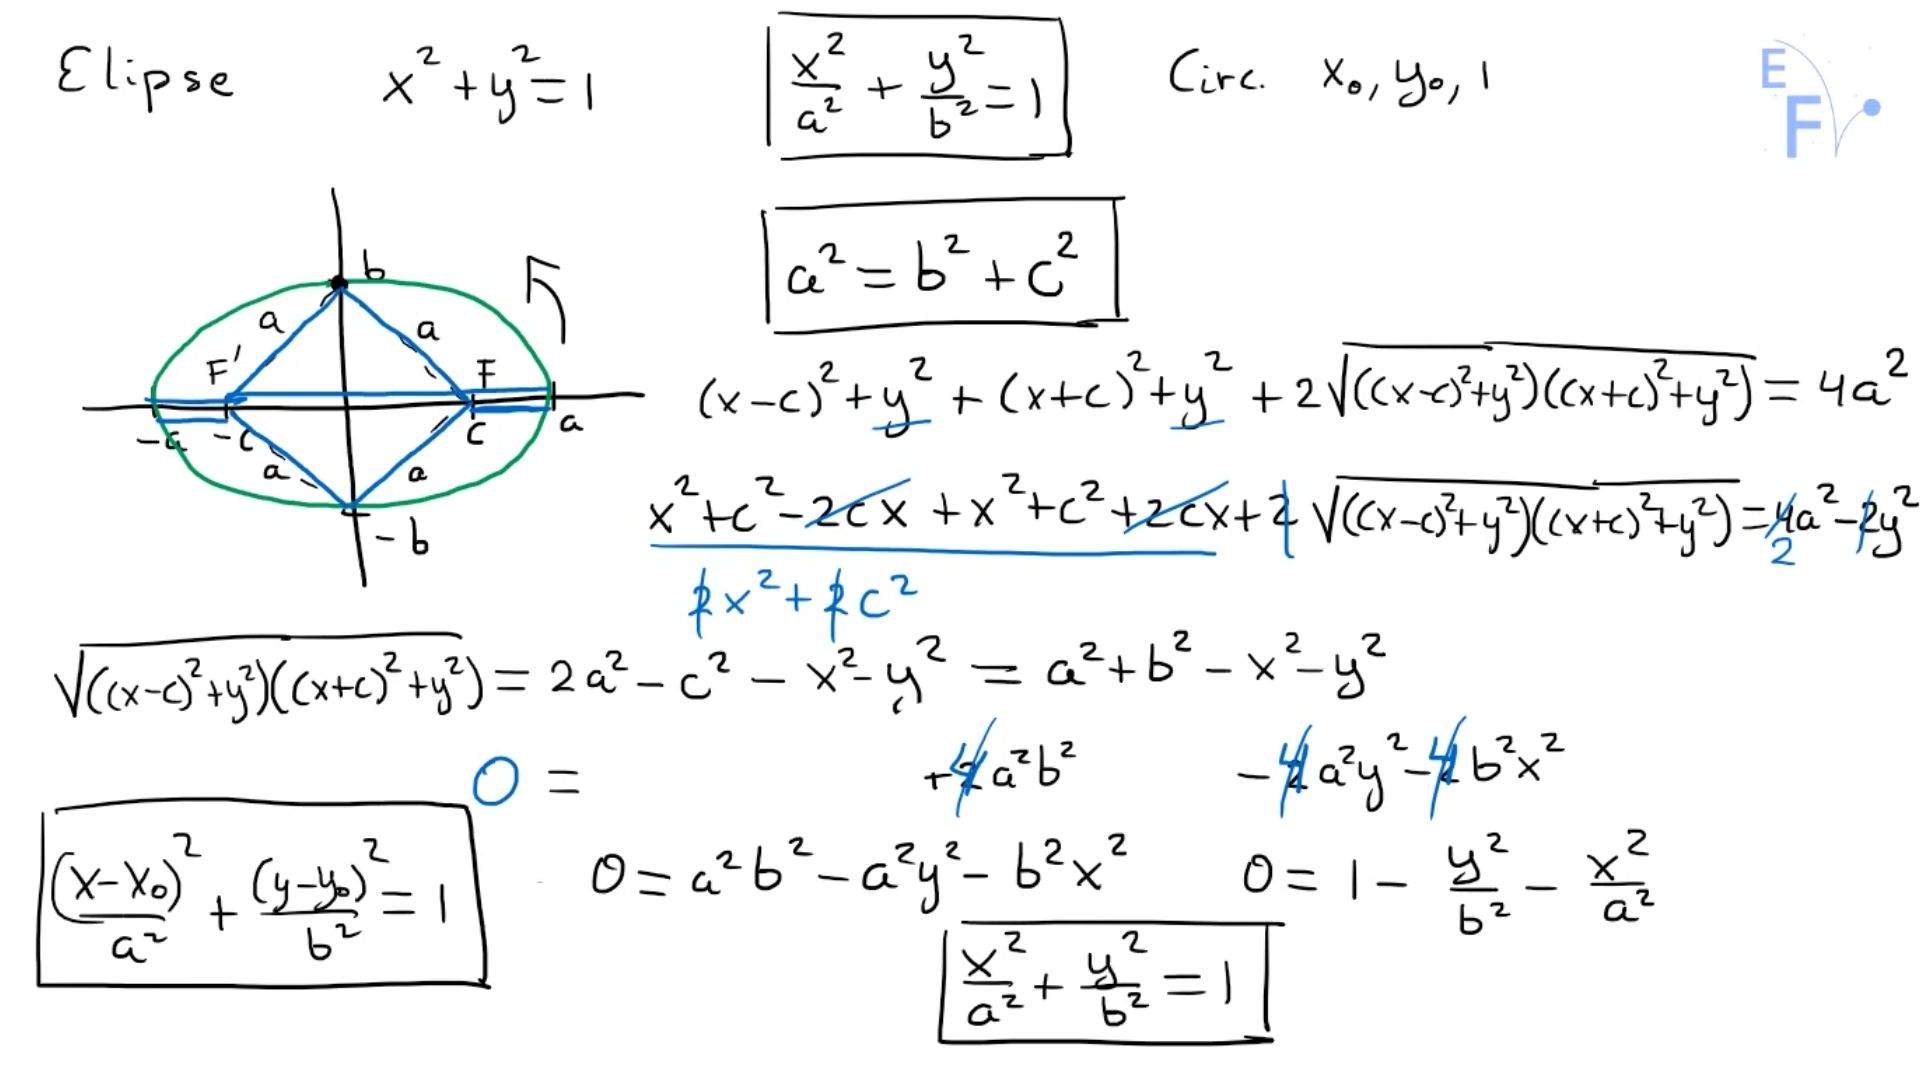 Elipse x²+y²=1 x²/a² + y²/b² = 1 Circ. x₀, y₀, 1
E
F
a² = b² + c²
b
a a
F' F
-a -c c a
a a
-b
(x-c)²+y² + (x+c)²+y² + 2√((x-c)²+y²)((x+c)²+y²) = 4a²
x²+c²-2cx+x²+c²+2cx+2√((x-c)²+y²)((x+c)²+y²) = 4a²-2y²
2
2x²+2c²
√((x-c)²+y²)((x+c)²+y²) = 2a²-c²-x²-y² = a²+b²-x²-y²
0 = +4a²b² -4a²y²-4b²x²
(x-x₀)²/a² + (y-y₀)²/b² = 1
0 = a²b²-a²y²-b²x² 0 = 1 - y²/b² - x²/a²
x²/a² + y²/b² = 1